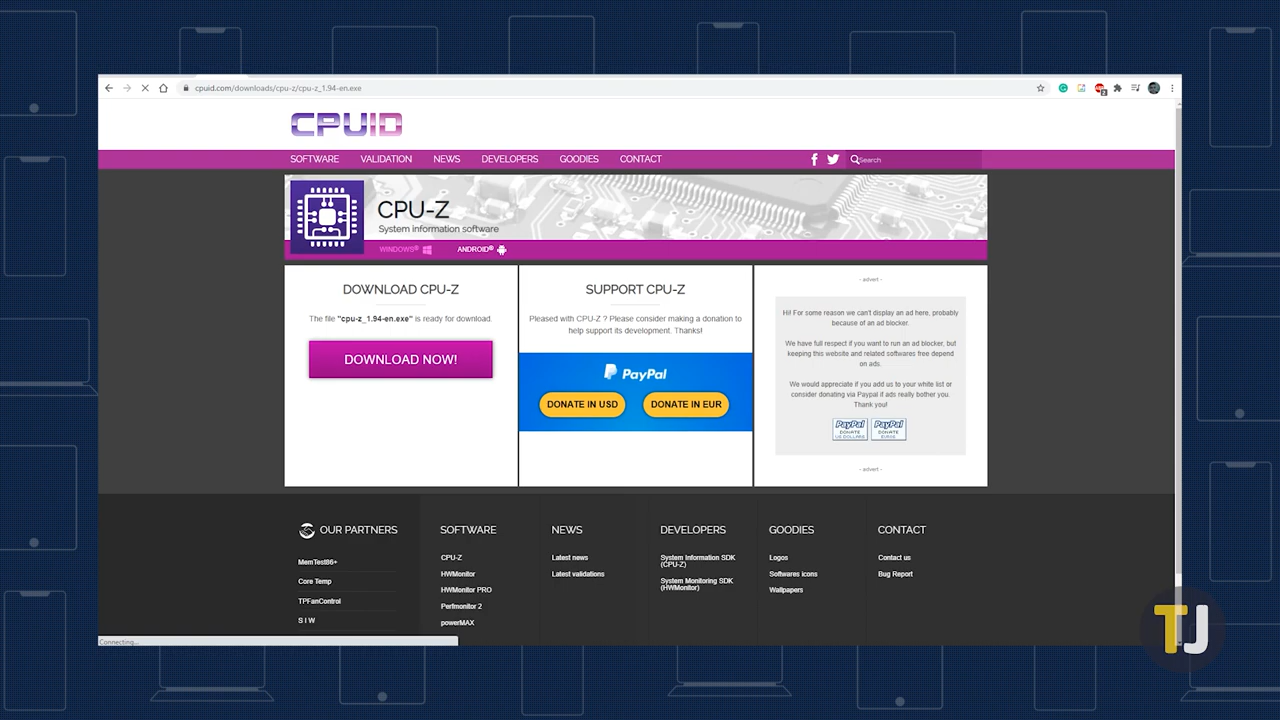 cpuid.com/downloads/cpu-z/cpu-z_1.94-en.exe
CPUID
SOFTWARE VALIDATION NEWS DEVELOPERS GOODIES CONTACT
Search
CPU-Z
System information software
WINDOWS® ANDROID®
DOWNLOAD CPU-Z
The file "cpu-z_1.94-en.exe" is ready for download.
DOWNLOAD NOW!
SUPPORT CPU-Z
Pleased with CPU-Z ? Please consider making a donation to
help support its development. Thanks!
PayPal
DONATE IN USD DONATE IN EUR
- advert -
Hi! For some reason we can't display an ad here, probably
because of an ad blocker.
We have full respect if you want to run an ad blocker, but
keeping this website and related softwares free depend
on ads.
We would appreciate if you add us to your white list or
consider donating via Paypal if ads really bother you.
Thank you!
PayPal PayPal
DONATE DONATE
US DOLLARS EUROS
- advert -
OUR PARTNERS
MemTest86+
Core Temp
TPFanControl
S I W
SOFTWARE
CPU-Z
HWMonitor
HWMonitor PRO
Perfmonitor 2
powerMAX
NEWS
Latest news
Latest validations
DEVELOPERS
System Information SDK
(CPU-Z)
System Monitoring SDK
(HWMonitor)
GOODIES
Logos
Softwares icons
Wallpapers
CONTACT
Contact us
Bug Report
Connecting...
TJ